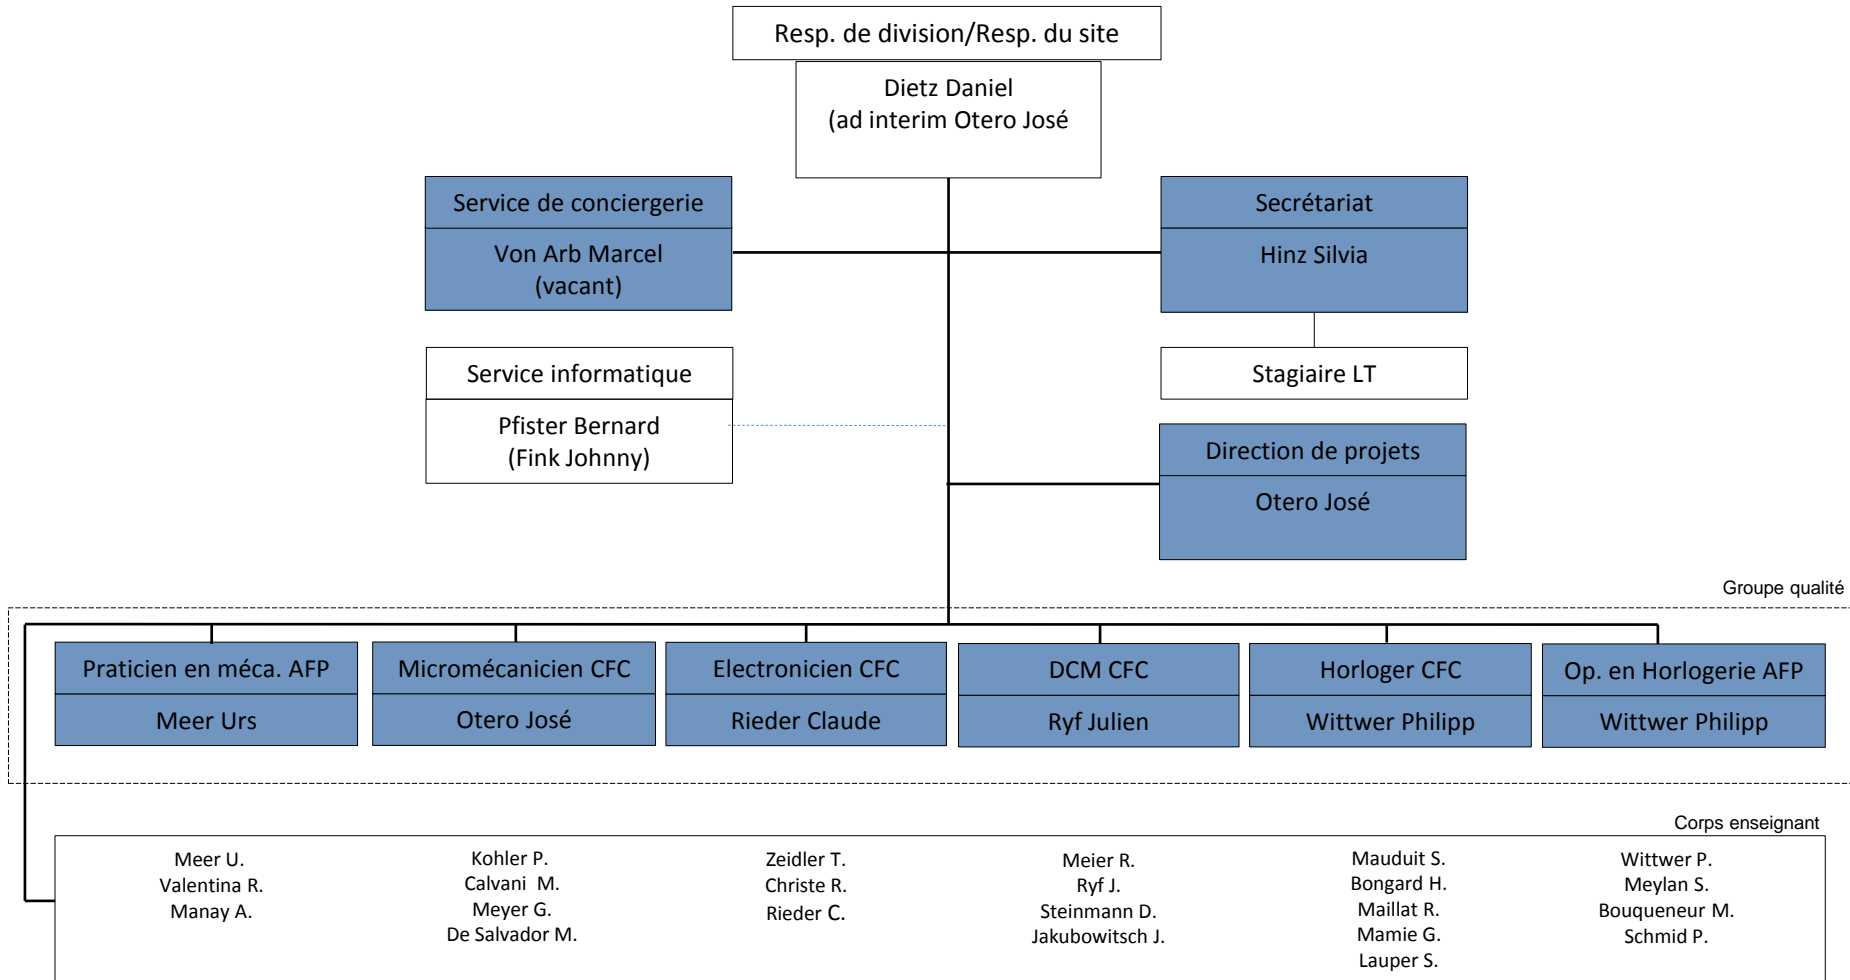 Resp. de division/Resp. du site
Dietz Daniel
(ad interim Otero José
Service de conciergerie
Von Arb Marcel
(vacant)
Secrétariat
Hinz Silvia
Service informatique
Pfister Bernard
(Fink Johnny)
Stagiaire LT
Direction de projets
Otero José
Groupe qualité
Praticien en méca. AFP
Meer Urs
Micromécanicien CFC
Otero José
Electronicien CFC
Rieder Claude
DCM CFC
Ryf Julien
Horloger CFC
Wittwer Philipp
Op. en Horlogerie AFP
Wittwer Philipp
Corps enseignant
Meer U.
Valentina R.
Manay A.
Kohler P.
Calvani  M.
Meyer G.
De Salvador M.
Zeidler T.
Christe R.
Rieder C.
Meier R.
Ryf J.
Steinmann D.
Jakubowitsch J.
Mauduit S.
Bongard H.
Maillat R.
Mamie G.
Lauper S.
Wittwer P.
Meylan S.
Bouqueneur M.
Schmid P.